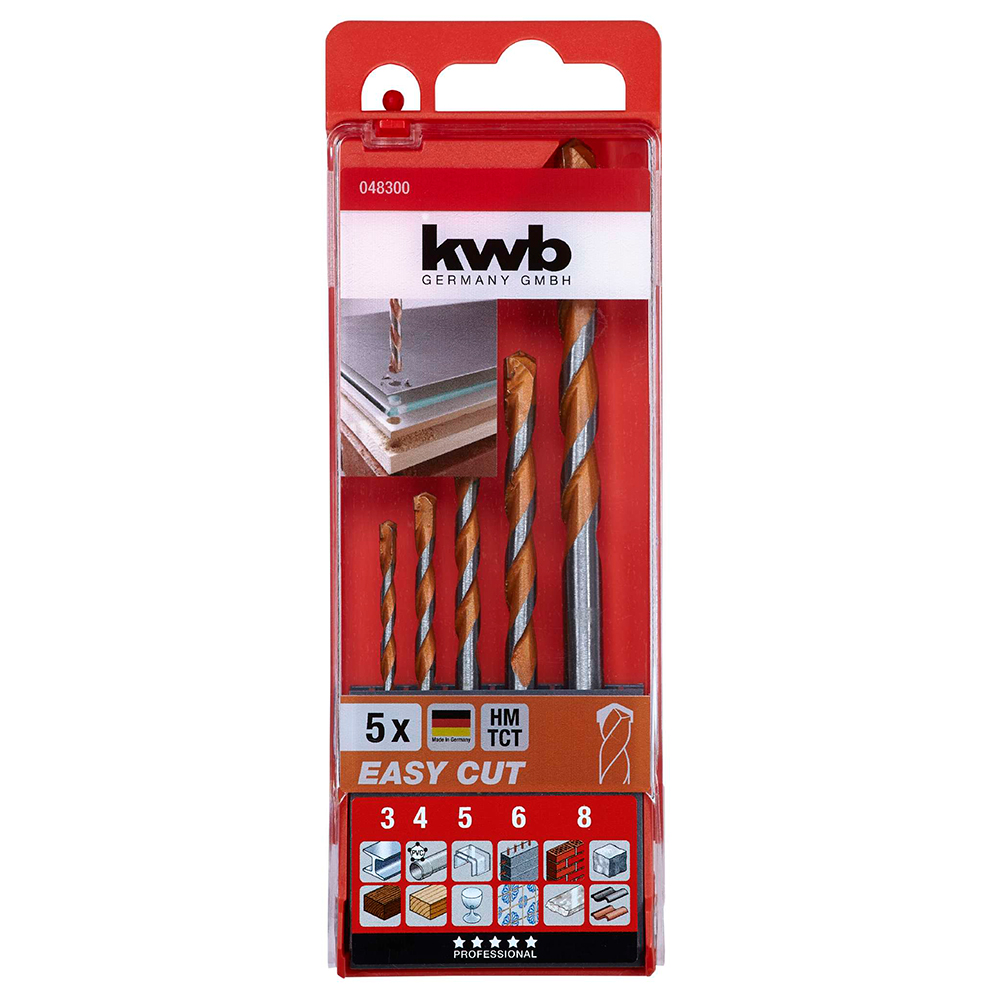 048300
kwb
GERMANY GMBH
5 x
Made in Germany
HM
TCT
EASY CUT
3 4 5 6 8
PVC
★★★★★
PROFESSIONAL